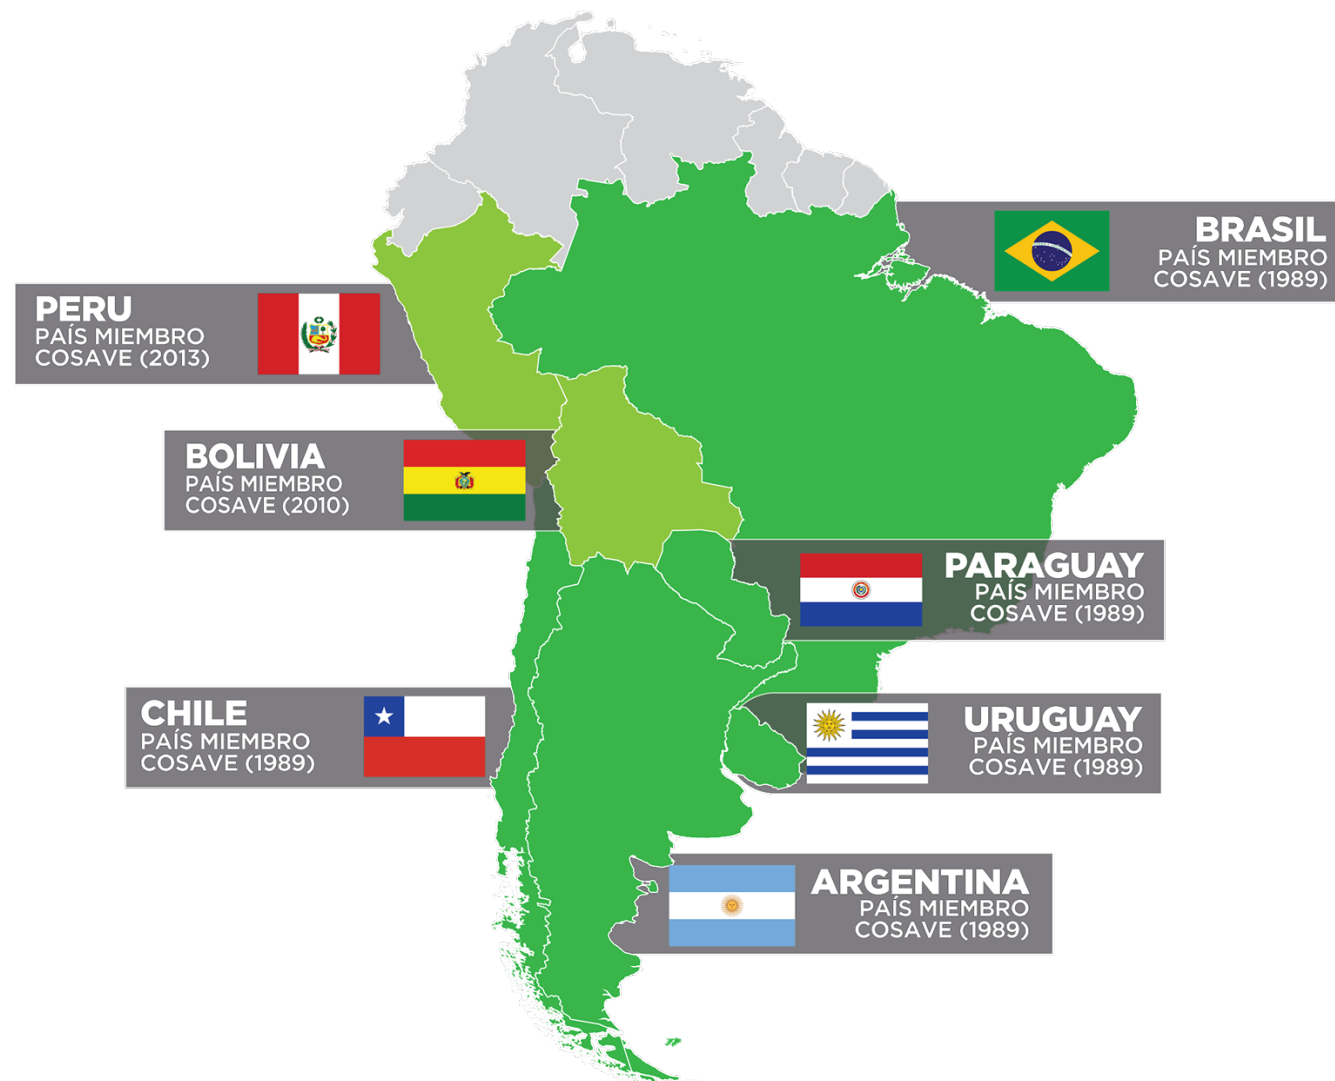 BRASIL
PAÍS MIEMBRO
COSAVE (1989)
PERU
PAÍS MIEMBRO
COSAVE (2013)
BOLIVIA
PAÍS MIEMBRO
COSAVE (2010)
PARAGUAY
PAÍS MIEMBRO
COSAVE (1989)
CHILE
PAÍS MIEMBRO
COSAVE (1989)
URUGUAY
PAÍS MIEMBRO
COSAVE (1989)
ARGENTINA
PAÍS MIEMBRO
COSAVE (1989)